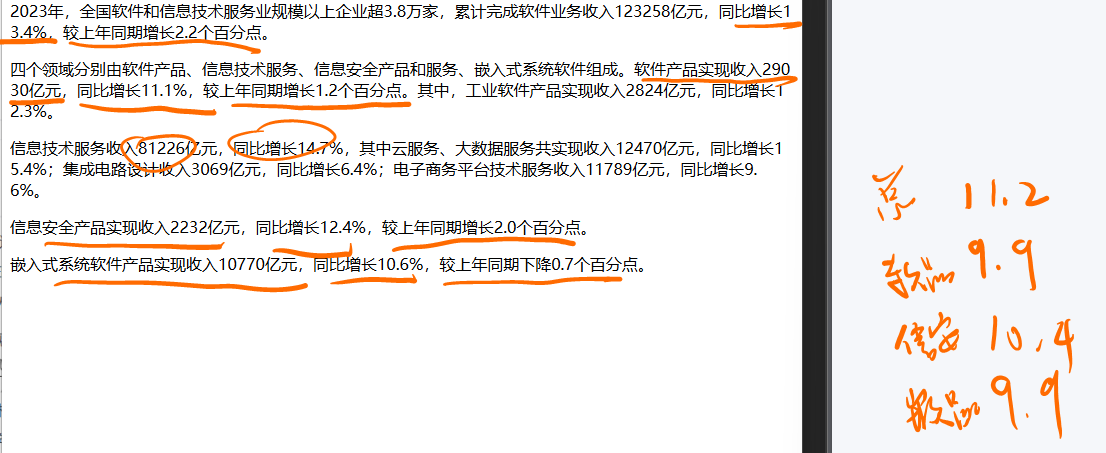 2023年，全国软件和信息技术服务业规模以上企业超3.8万家，累计完成软件业务收入123258亿元，同比增长1
3.4%，较上年同期增长2.2个百分点。
四个领域分别由软件产品、信息技术服务、信息安全产品和服务、嵌入式系统软件组成。软件产品实现收入290
30亿元，同比增长11.1%，较上年同期增长1.2个百分点。其中，工业软件产品实现收入2824亿元，同比增长1
2.3%。
信息技术服务收入81226亿元，同比增长14.7%，其中云服务、大数据服务共实现收入12470亿元，同比增长1
5.4%；集成电路设计收入3069亿元，同比增长6.4%；电子商务平台技术服务收入11789亿元，同比增长9.
6%。
信息安全产品实现收入2232亿元，同比增长12.4%，较上年同期增长2.0个百分点。
嵌入式系统软件产品实现收入10770亿元，同比增长10.6%，较上年同期下降0.7个百分点。
11.2
9.9
信安 10.4
9.9